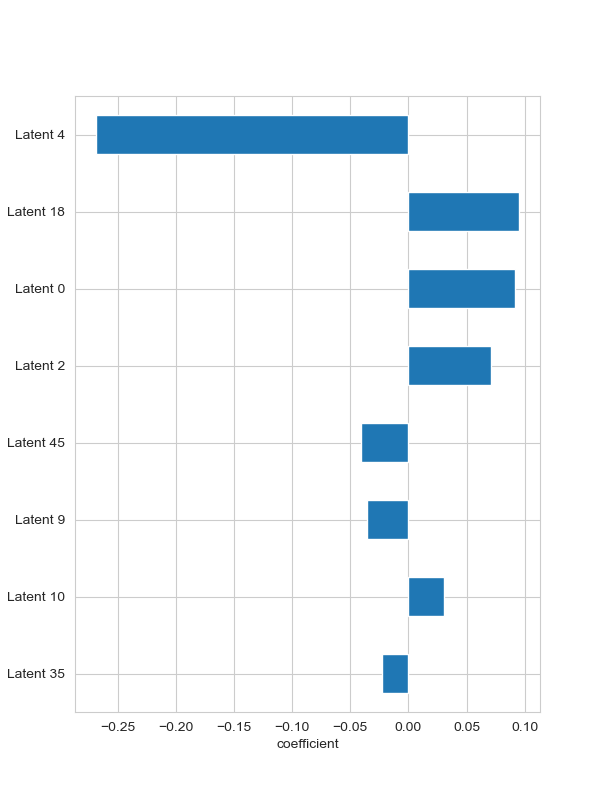 Latent 4
Latent 18
Latent 0
Latent 2
Latent 45
Latent 9
Latent 10
Latent 35
−0.25 −0.20 −0.15 −0.10 −0.05 0.00 0.05 0.10
coefficient